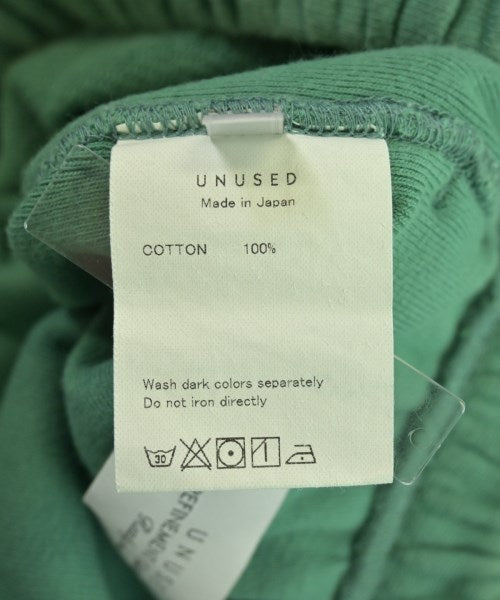 UNUSED
Made in Japan
COTTON 100%
Wash dark colors separately
Do not iron directly
30